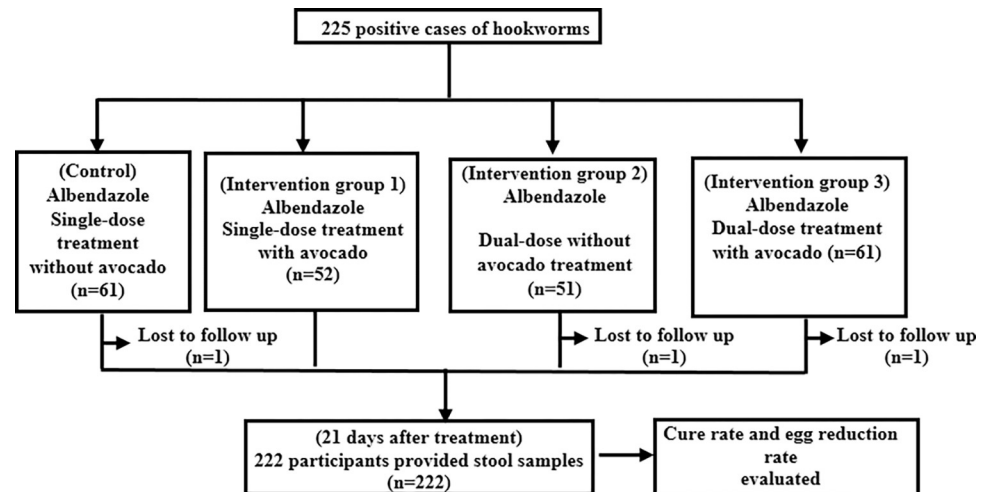 225 positive cases of hookworms
(Control)
Albendazole
Single-dose
treatment
without avocado
(n=61)
(Intervention group 1)
Albendazole
Single-dose treatment
with avocado
(n=52)
(Intervention group 2)
Albendazole
Dual-dose without
avocado treatment
(n=51)
(Intervention group 3)
Albendazole
Dual-dose treatment
with avocado (n=61)
Lost to follow up
(n=1)
Lost to follow up
(n=1)
Lost to follow up
(n=1)
(21 days after treatment)
222 participants provided stool samples
(n=222)
Cure rate and egg reduction
rate
evaluated